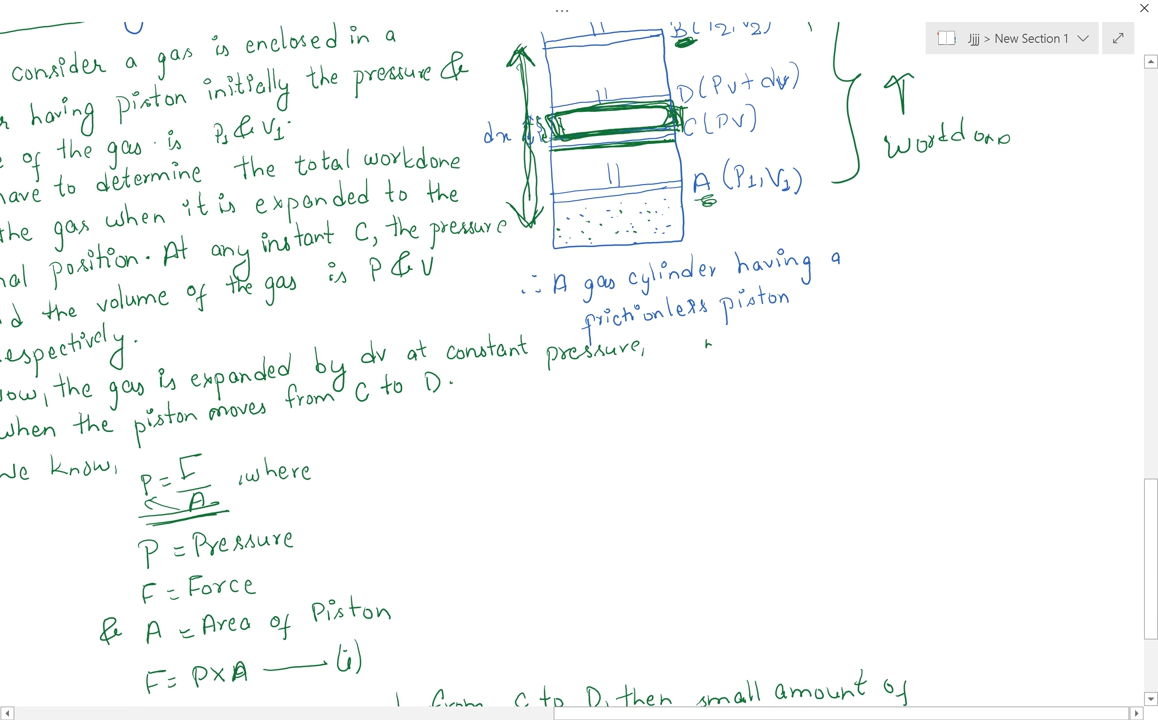 ...
Jjjj > New Section 1
consider a gas is enclosed in a
having piston initially the pressure &
of the gas is P1 & V1.
have to determine the total workdone
the gas when it is expanded to the
nal position. At any instant C, the pressure
d the volume of the gas is P & V
espectively.
ow, the gas is expanded by dv at constant pressure,
when the piston moves from C to D.
We know,
P = F/A, where
P = Pressure
F = Force
& A = Area of Piston
F = P×A —— (i)
from C to D, then small amount of
D(PV+dv)
C(PV)
dx
A (P1, V1)
∴ A gas cylinder having a
frictionless piston